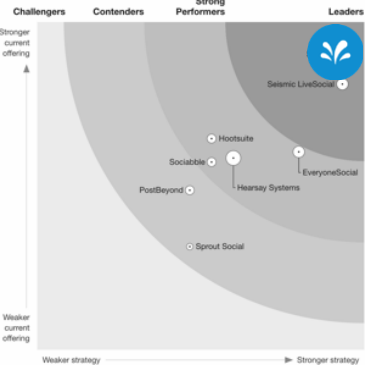 Challengers
Contenders
Strong
Performers
Leaders
Stronger
current
offering
Seismic LiveSocial
Hootsuite
Sociabble
EveryoneSocial
PostBeyond
Hearsay Systems
Sprout Social
Weaker
current
offering
Weaker strategy
Stronger strategy